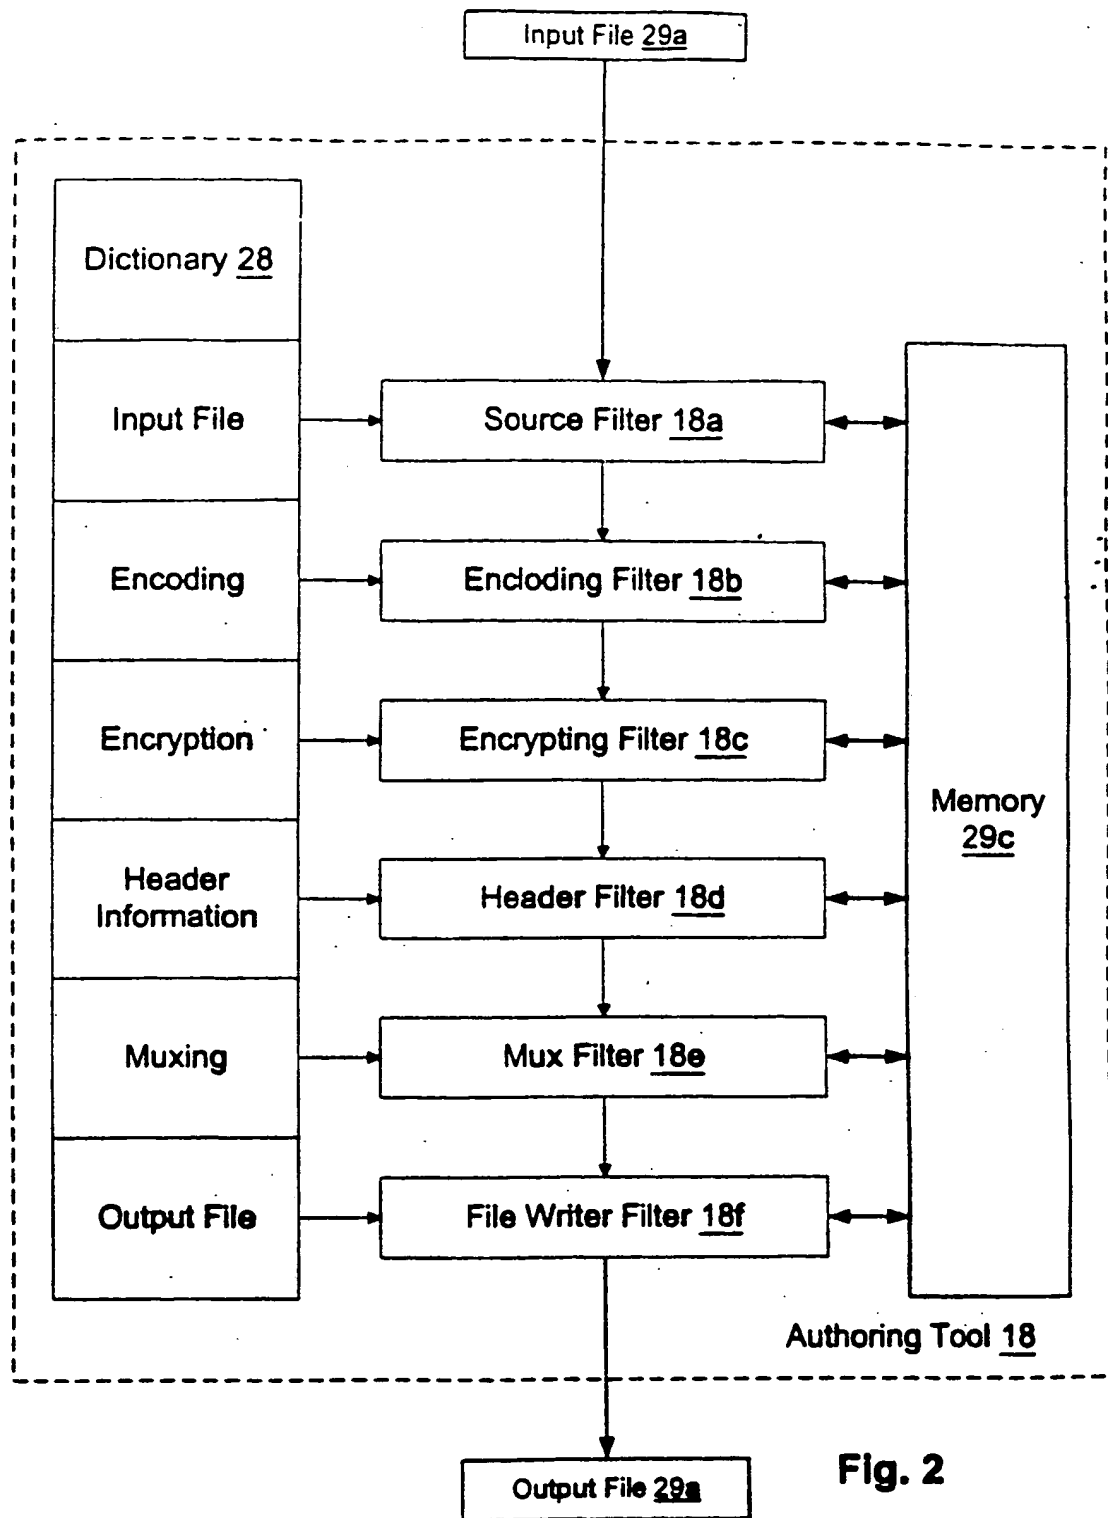 Input File 29a
Dictionary 28
Input File
Source Filter 18a
Encoding
Encloding Filter 18b
Encryption
Encrypting Filter 18c
Memory
29c
Header
Information
Header Filter 18d
Muxing
Mux Filter 18e
Output File
File Writer Filter 18f
Authoring Tool 18
Output File 29a
Fig. 2